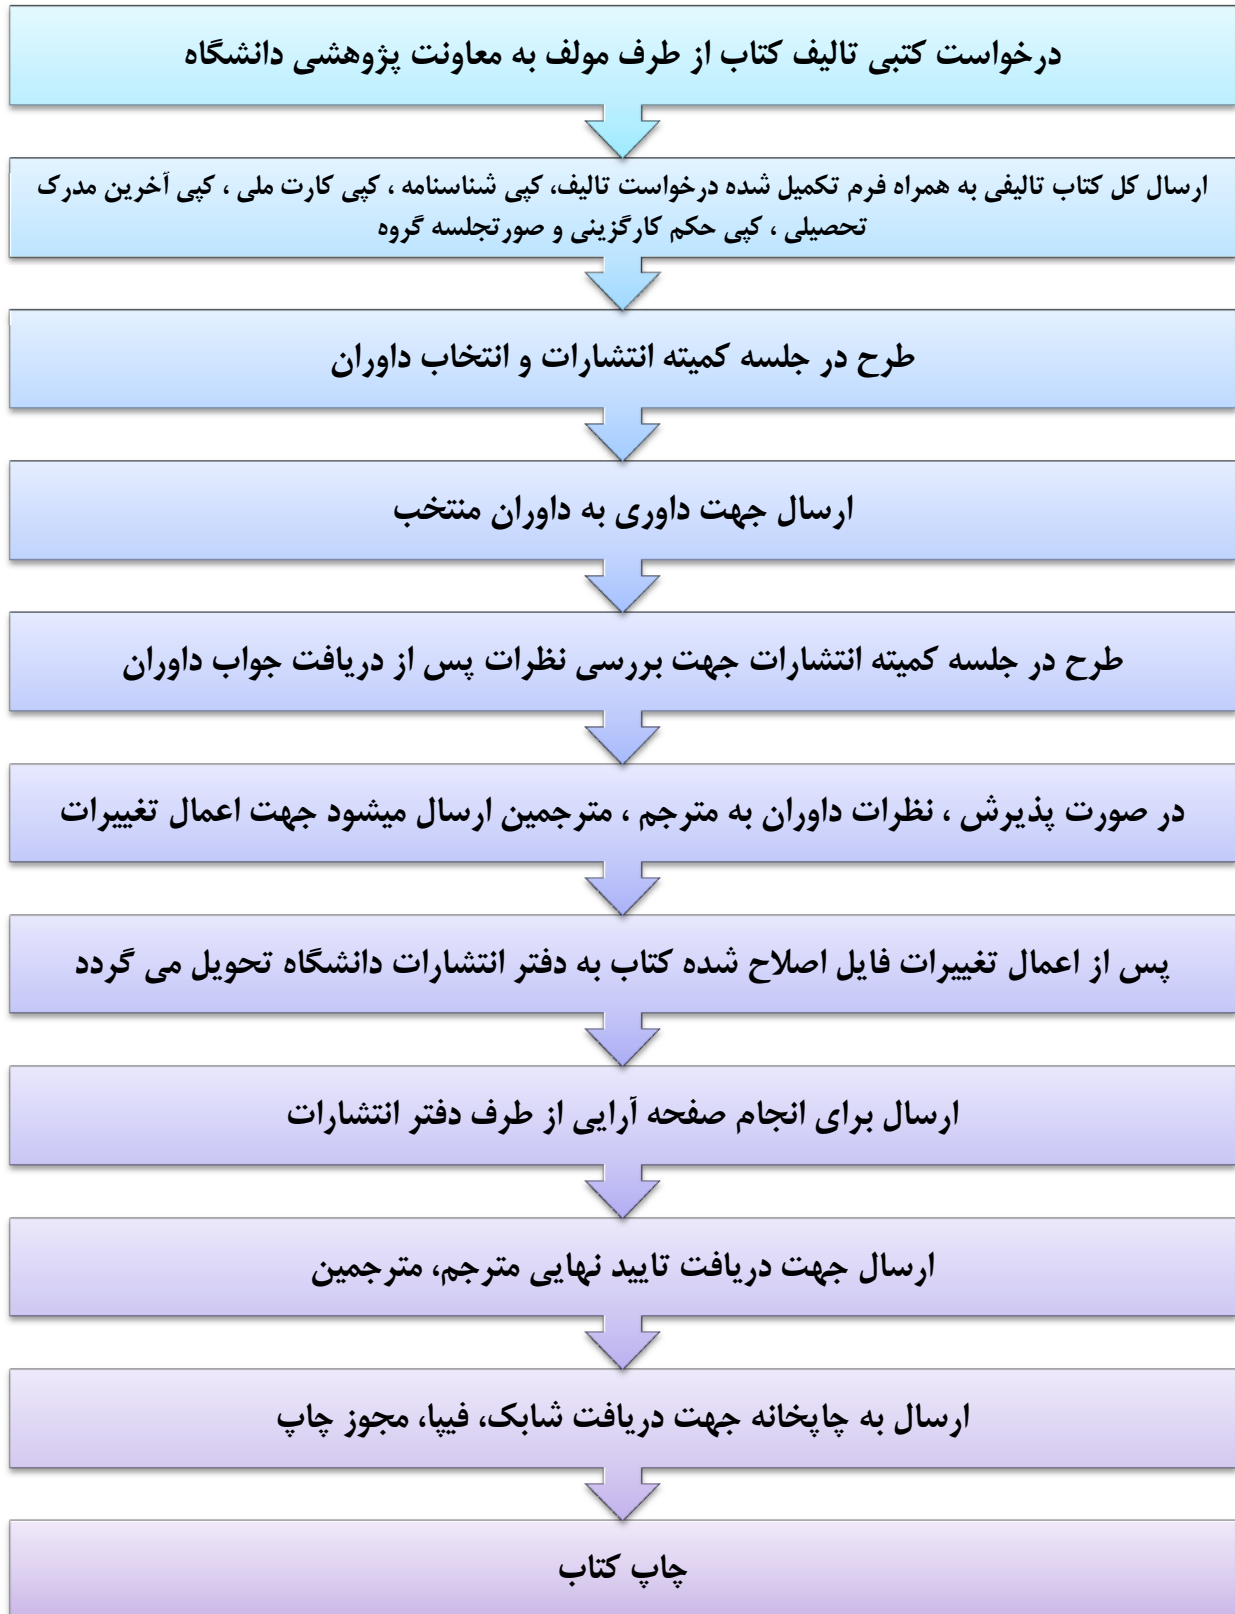 درخواست کتبی تالیف کتاب از طرف مولف به معاونت پژوهشی دانشگاه
ارسال کل کتاب تالیفی به همراه فرم تکمیل شده درخواست تالیف، کپی شناسنامه ، کپی کارت ملی ، کپی آخرین مدرک
تحصیلی ، کپی حکم کارگزینی و صورتجلسه گروه
طرح در جلسه کمیته انتشارات و انتخاب داوران
ارسال جهت داوری به داوران منتخب
طرح در جلسه کمیته انتشارات جهت بررسی نظرات پس از دریافت جواب داوران
در صورت پذیرش ، نظرات داوران به مترجم ، مترجمین ارسال میشود جهت اعمال تغییرات
پس از اعمال تغییرات فایل اصلاح شده کتاب به دفتر انتشارات دانشگاه تحویل می گردد
ارسال برای انجام صفحه آرایی از طرف دفتر انتشارات
ارسال جهت دریافت تایید نهایی مترجم، مترجمین
ارسال به چاپخانه جهت دریافت شابک، فیپا، مجوز چاپ
چاپ کتاب